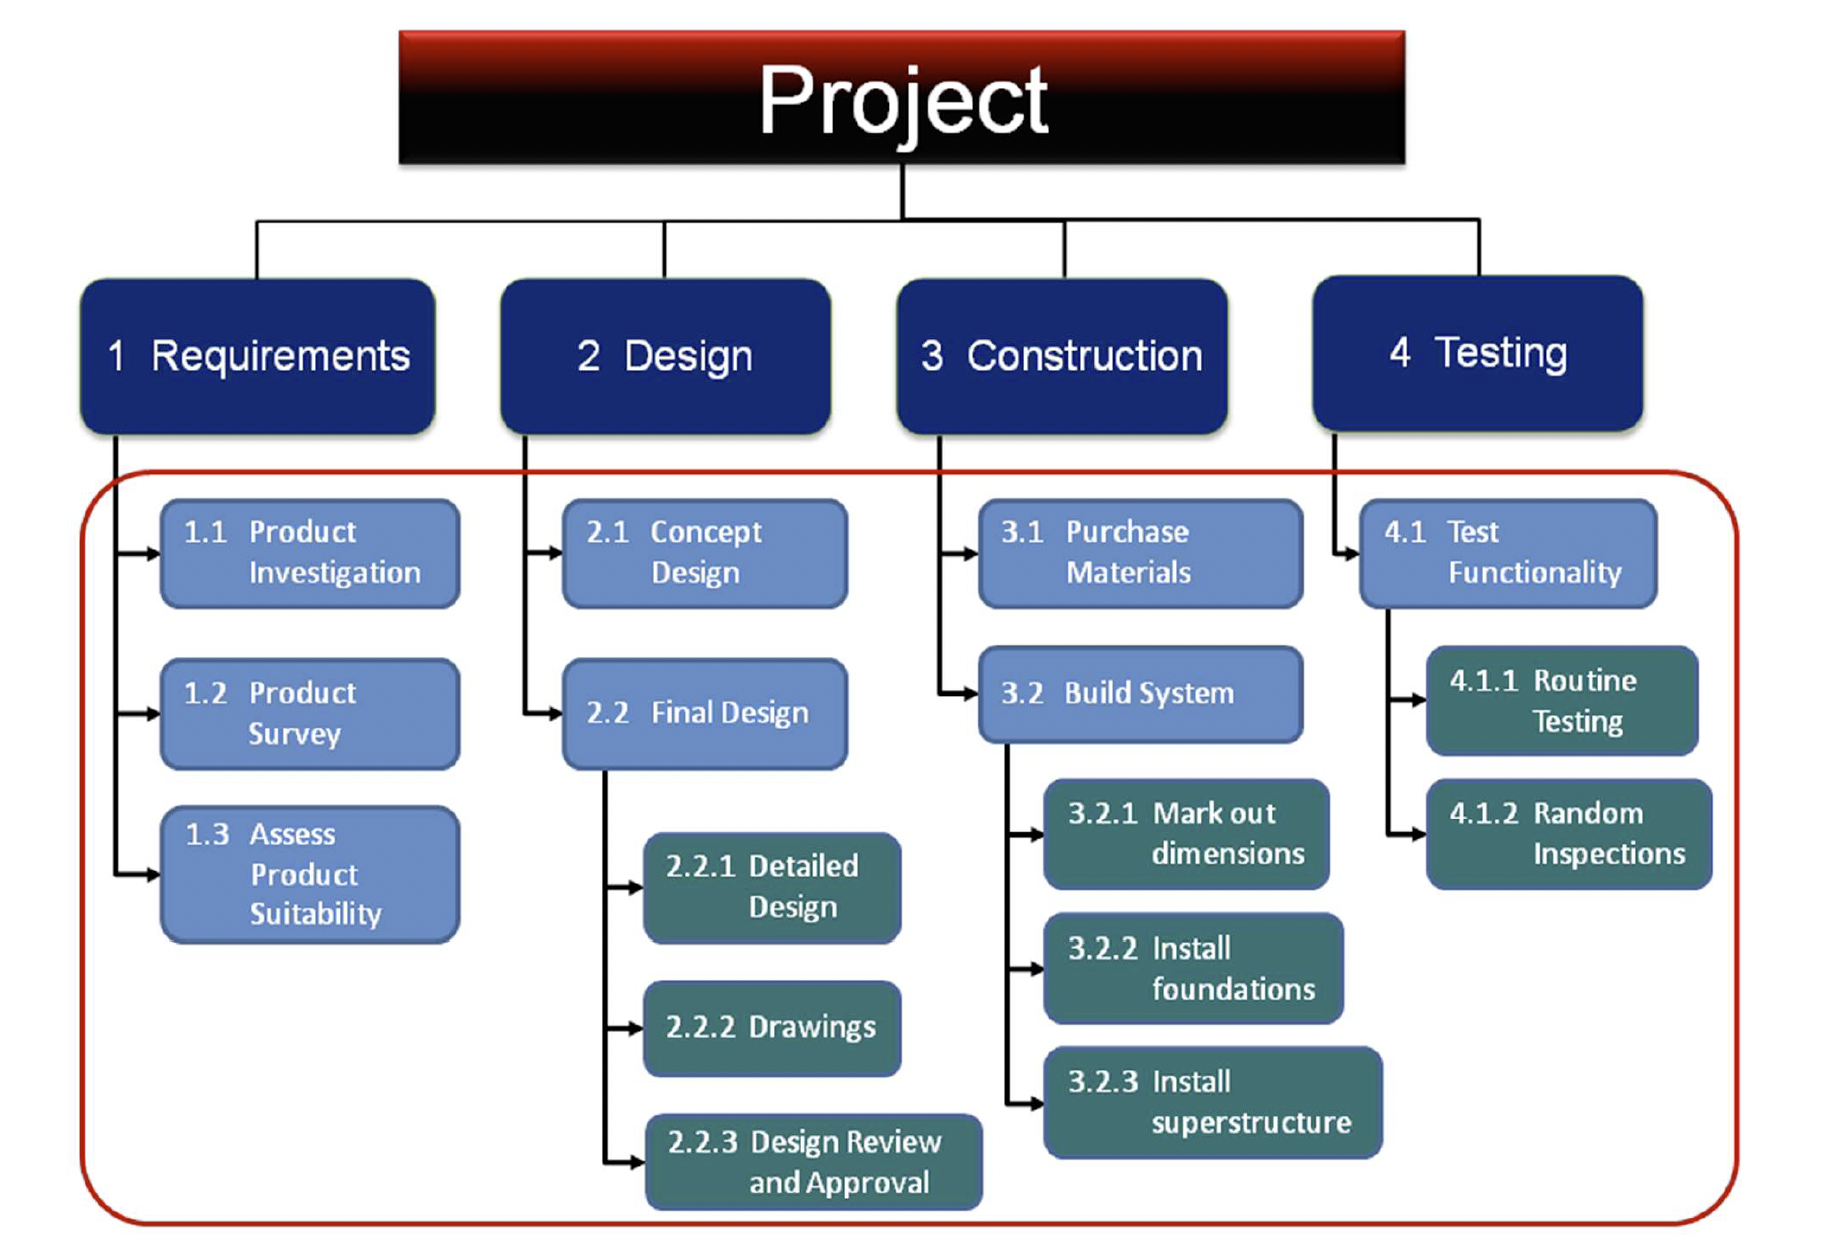 Project
1 Requirements
2 Design
3 Construction
4 Testing
1.1 Product
Investigation
1.2 Product
Survey
1.3 Assess
Product
Suitability
2.1 Concept
Design
2.2 Final Design
2.2.1 Detailed
Design
2.2.2 Drawings
2.2.3 Design Review
and Approval
3.1 Purchase
Materials
3.2 Build System
3.2.1 Mark out
dimensions
3.2.2 Install
foundations
3.2.3 Install
superstructure
4.1 Test
Functionality
4.1.1 Routine
Testing
4.1.2 Random
Inspections